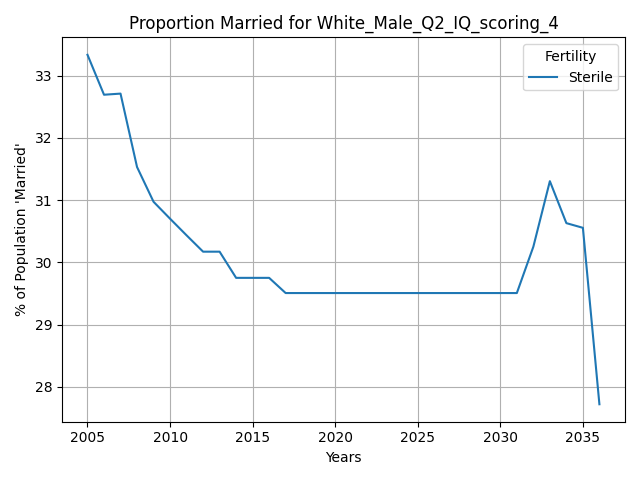 Proportion Married for White_Male_Q2_IQ_scoring_4
Fertility
Sterile
% of Population 'Married'
33
32
31
30
29
28
2005 2010 2015 2020 2025 2030 2035
Years